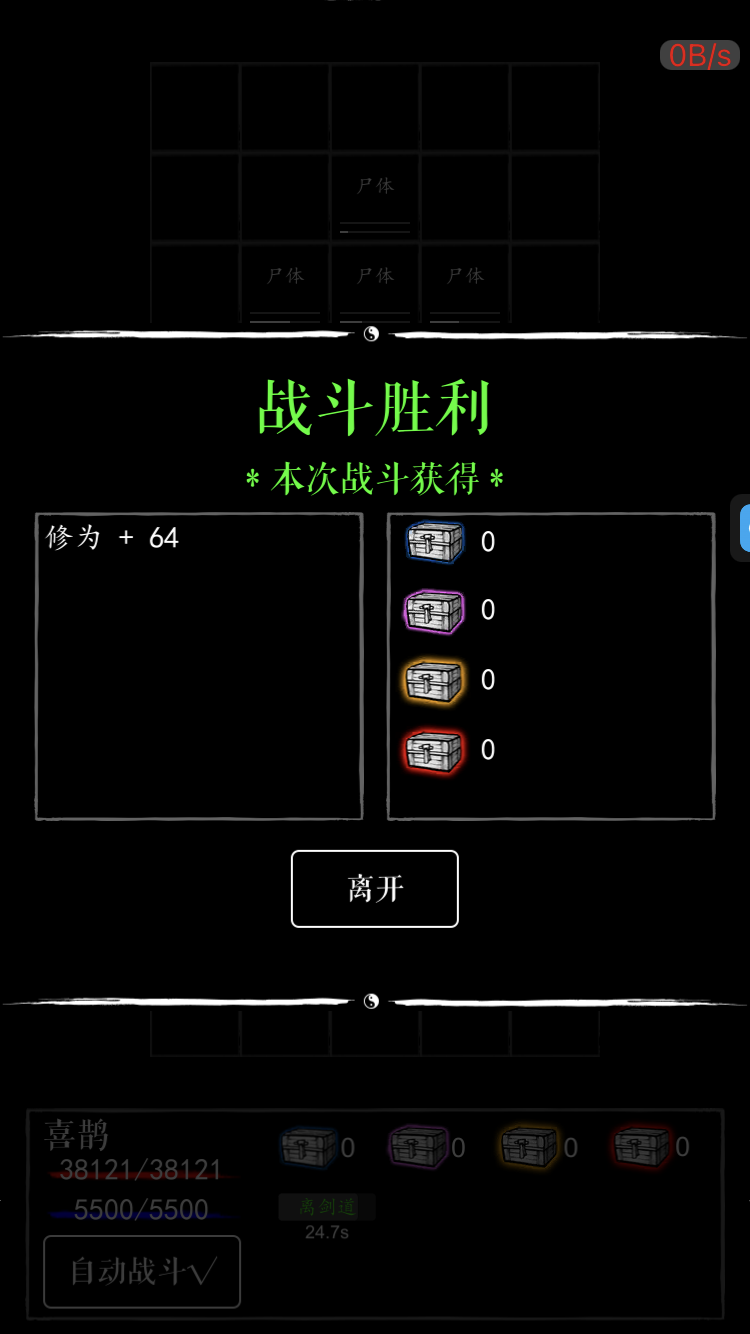 0B/s
尸体
尸体 尸体 尸体
战斗胜利
* 本次战斗获得 *
修为 + 64
0
0
0
0
离开
喜鹊
0 0 0 0
38121/38121
5500/5500
离剑道
24.7s
自动战斗√